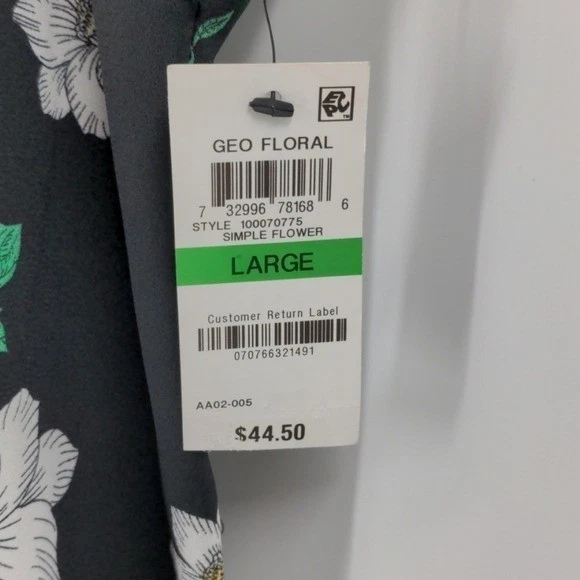 EPC™
GEO FLORAL
7 32996 78168 6
STYLE 100070775
SIMPLE FLOWER
LARGE
Customer Return Label
070766321491
AA02-005
$44.50